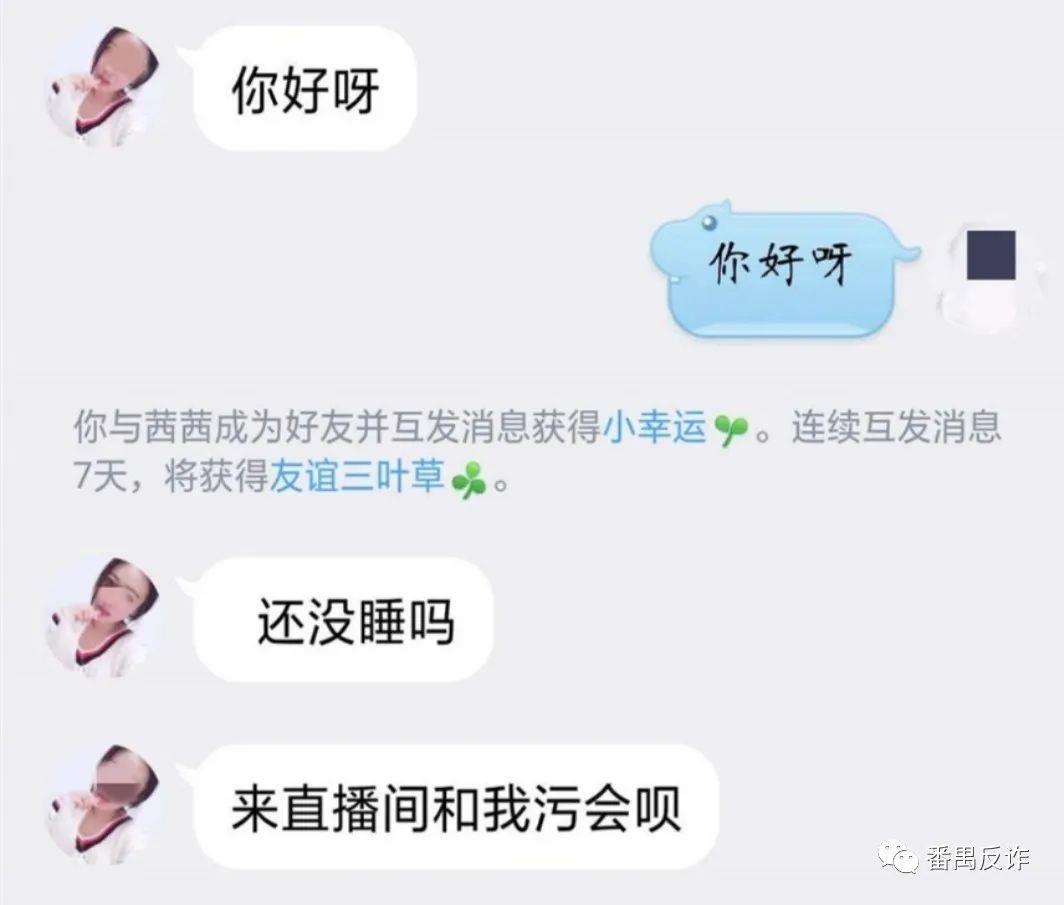 你好呀
你好呀
你与茜茜成为好友并互发消息获得小幸运。连续互发消息
7天，将获得友谊三叶草。
还没睡吗
来直播间和我污会呗
番禺反诈